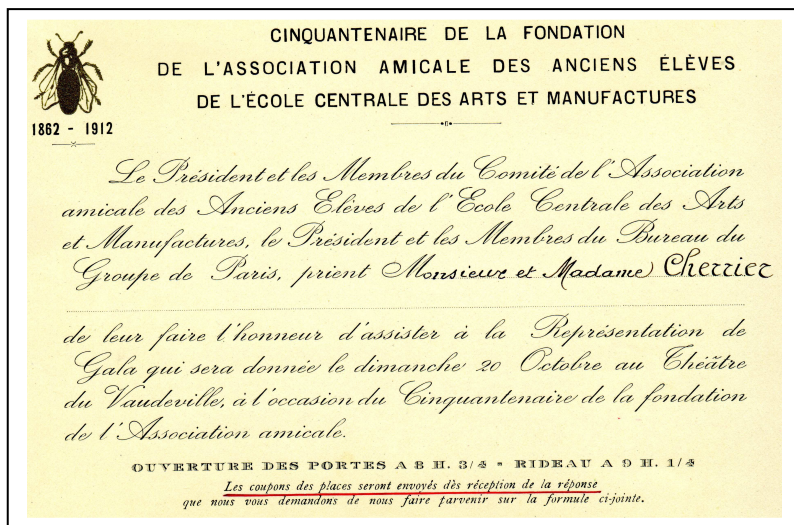 CINQUANTENAIRE DE LA FONDATION
DE L'ASSOCIATION AMICALE DES ANCIENS ÉLÈVES
DE L'ÉCOLE CENTRALE DES ARTS ET MANUFACTURES
1862 - 1912
Le Président et les Membres du Comité de l'Association
amicale des Anciens Elèves de l'Ecole Centrale des Arts
et Manufactures, le Président et les Membres du Bureau du
Groupe de Paris, prient Monsieur et Madame Cherrier
de leur faire l'honneur d'assister à la Représentation de
Gala qui sera donnée le dimanche 20 Octobre au Théâtre
du Vaudeville, à l'occasion du Cinquantenaire de la fondation
de l'Association amicale.
OUVERTURE DES PORTES A 8 H. 3/4 - RIDEAU A 9 H. 1/4
Les coupons des places seront envoyés dès réception de la réponse
que nous vous demandons de nous faire parvenir sur la formule ci-jointe.